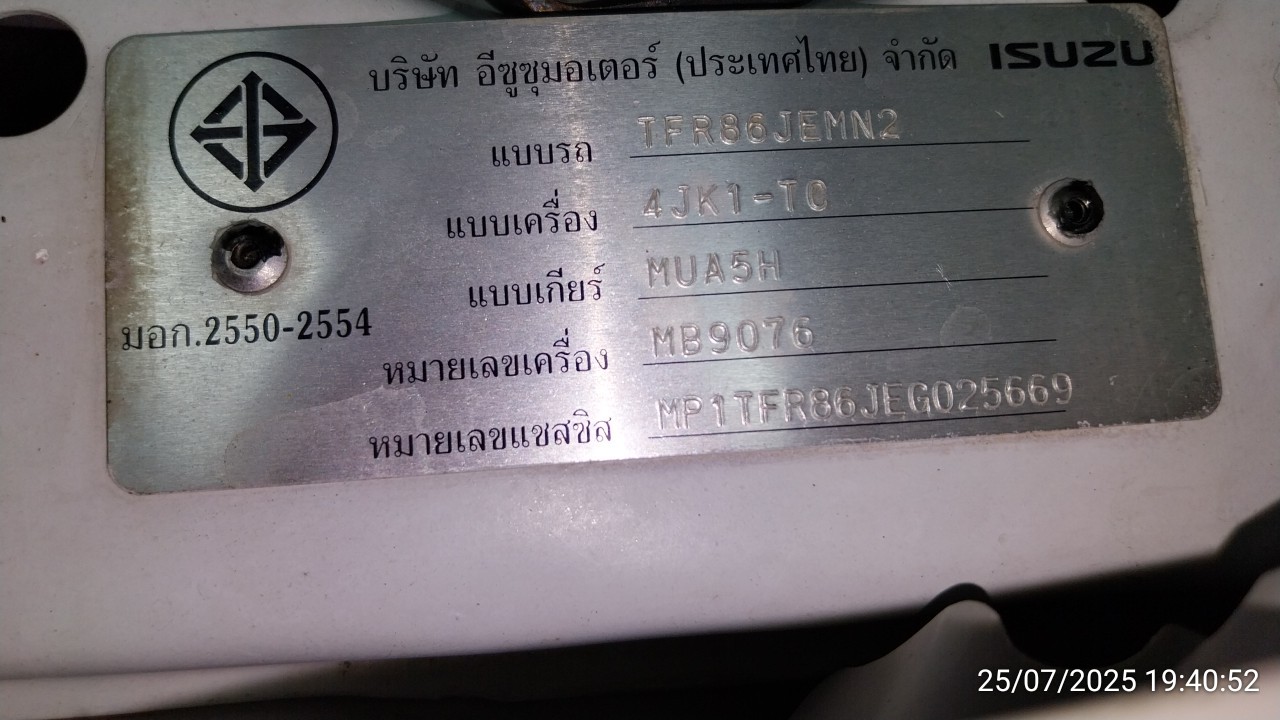 บริษัท อีซูซุมอเตอร์ (ประเทศไทย) จำกัด ISUZU
แบบรถ TFR86JEMN2
แบบเครื่อง 4JK1-TC
แบบเกียร์ MUA5H
มอก.2550-2554
หมายเลขเครื่อง MB9076
หมายเลขแชสซิส MP1TFR86JEG025669
25/07/2025 19:40:52